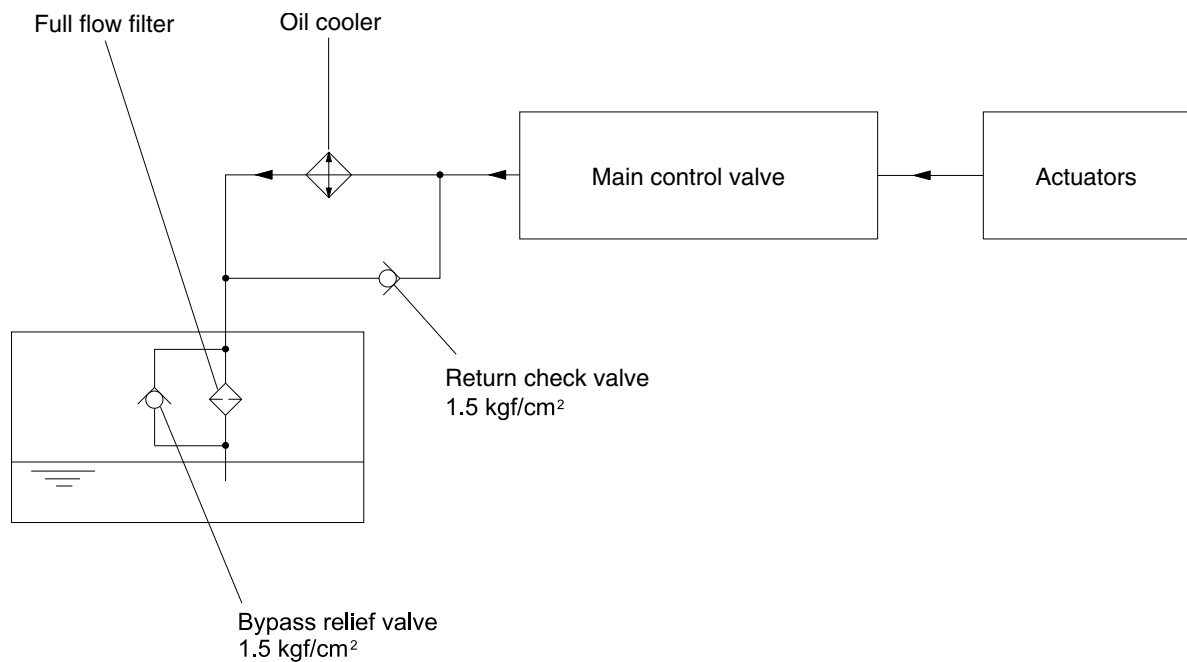 Full flow filter
Oil cooler
Main control valve
Actuators
Return check valve
1.5 kgf/cm²
Bypass relief valve
1.5 kgf/cm²